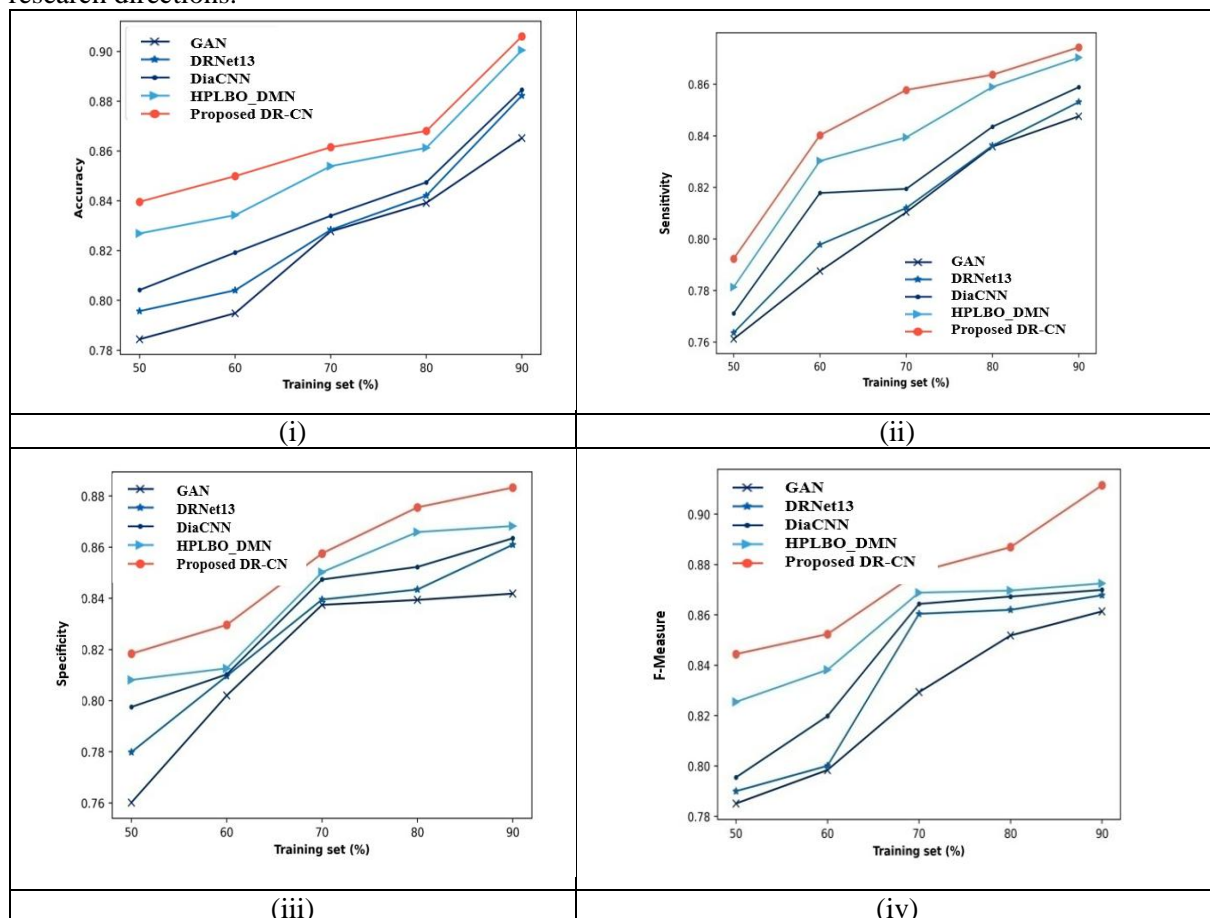 research directions.
0.90
0.88
0.86
0.84
0.82
0.80
0.78
Accuracy
GAN
DRNet13
DiaCNN
HPLBO_DMN
Proposed DR-CN
50 60 70 80 90
Training set (%)
0.86
0.84
0.82
0.80
0.78
0.76
Sensitivity
GAN
DRNet13
DiaCNN
HPLBO_DMN
Proposed DR-CN
50 60 70 80 90
Training set (%)
(i) (ii)
0.88
0.86
0.84
0.82
0.80
0.78
0.76
Specificity
GAN
DRNet13
DiaCNN
HPLBO_DMN
Proposed DR-CN
50 60 70 80 90
Training set (%)
0.90
0.88
0.86
0.84
0.82
0.80
0.78
F-Measure
GAN
DRNet13
DiaCNN
HPLBO_DMN
Proposed DR-CN
50 60 70 80 90
Training set (%)
(iii) (iv)